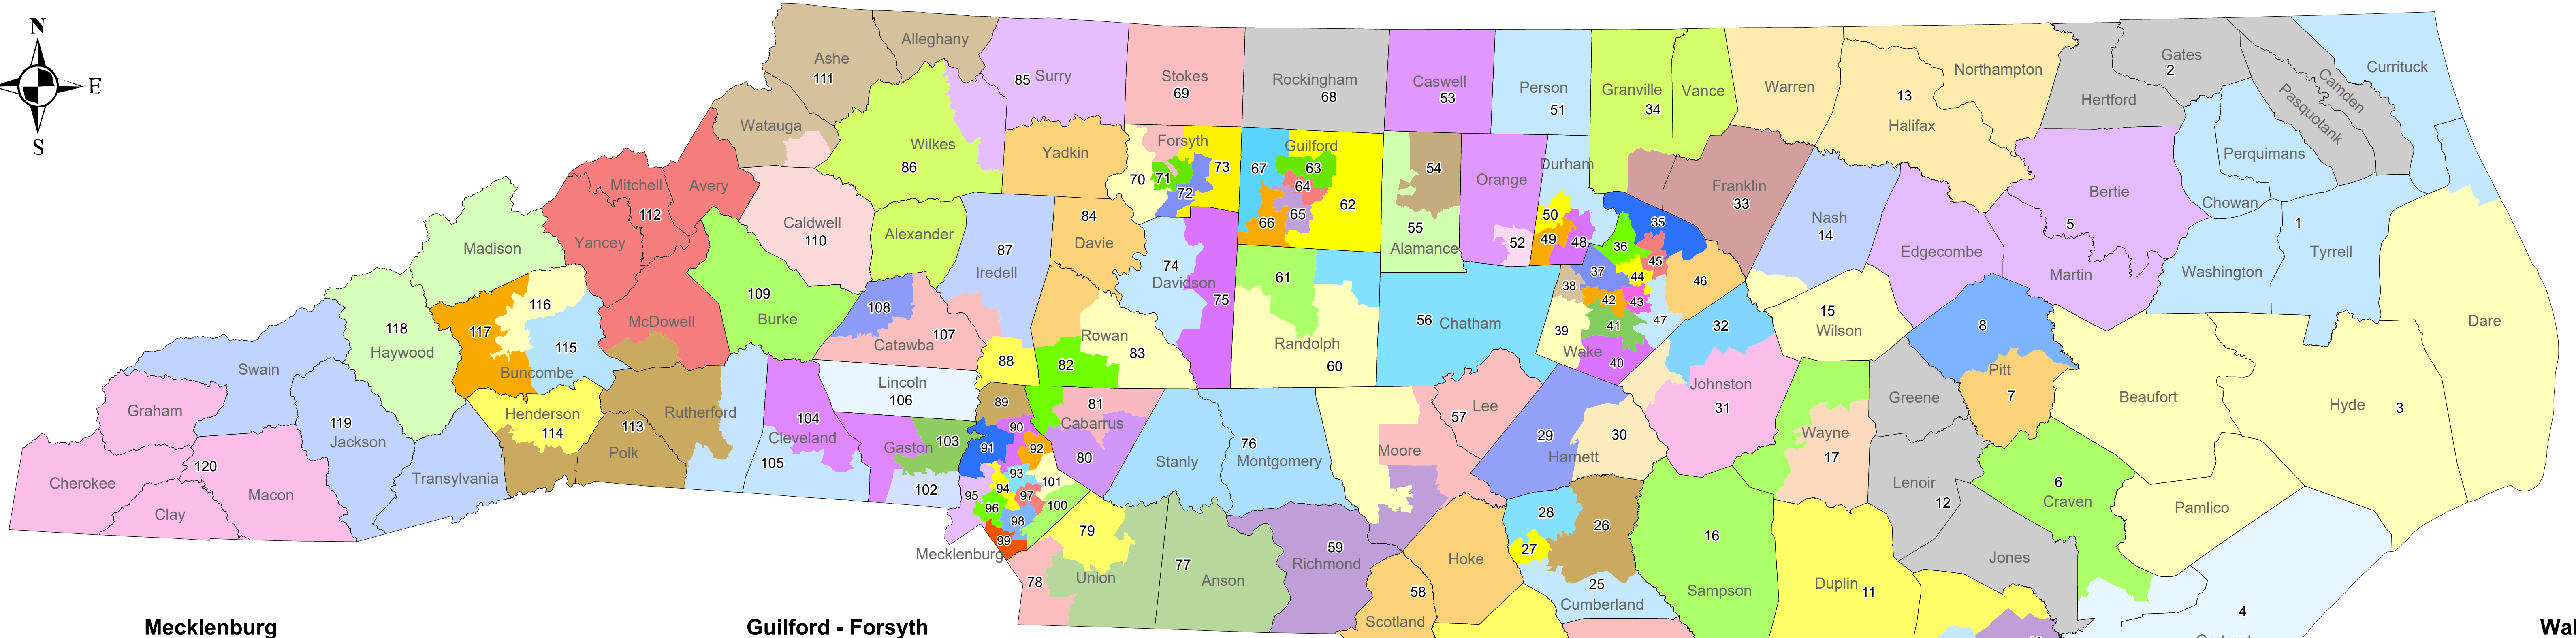 N
E
S
Ashe
111
Alleghany
85 Surry
Stokes
69
Rockingham
68
Caswell
53
Person
51
Granville
34
Vance
Warren
13
Northampton
Halifax
Gates
2
Hertford
Camden
Pasquotank
Currituck
Perquimans
Chowan
Watauga
Wilkes
86
Yadkin
Forsyth
70
71
72
73
Guilford
67
63
64
62
65
66
54
55
Alamance
Orange
52
Durham
50
49
48
Franklin
33
Nash
14
Edgecombe
Bertie
5
Martin
1
Tyrrell
Washington
Dare
Mitchell
Avery
112
Yancey
Caldwell
110
Alexander
87
Iredell
84
Davie
74
Davidson
75
61
Randolph
60
56 Chatham
35
36
45
37
44
46
38
42
43
39
41
47
Wake
40
Madison
118
Haywood
116
117
115
Buncombe
McDowell
109
Burke
108
107
Catawba
88
82
Rowan
83
32
Johnston
31
15
Wilson
8
Pitt
7
Greene
Beaufort
Hyde
3
Swain
Graham
119
Jackson
Transylvania
120
Cherokee
Macon
Clay
Henderson
114
113
Polk
Rutherford
104
Cleveland
105
Lincoln
106
Gaston
103
102
89
90
91
92
93
94
95
96
97
98
99
100
101
Mecklenburg
81
Cabarrus
80
Stanly
76
Montgomery
Moore
57 Lee
29
Harnett
30
Wayne
17
Lenoir
12
6
Craven
Pamlico
Jones
4
78
79
Union
77
Anson
59
Richmond
58
Scotland
Hoke
28
27
26
25
Cumberland
16
Sampson
Duplin 11
Mecklenburg
Guilford - Forsyth